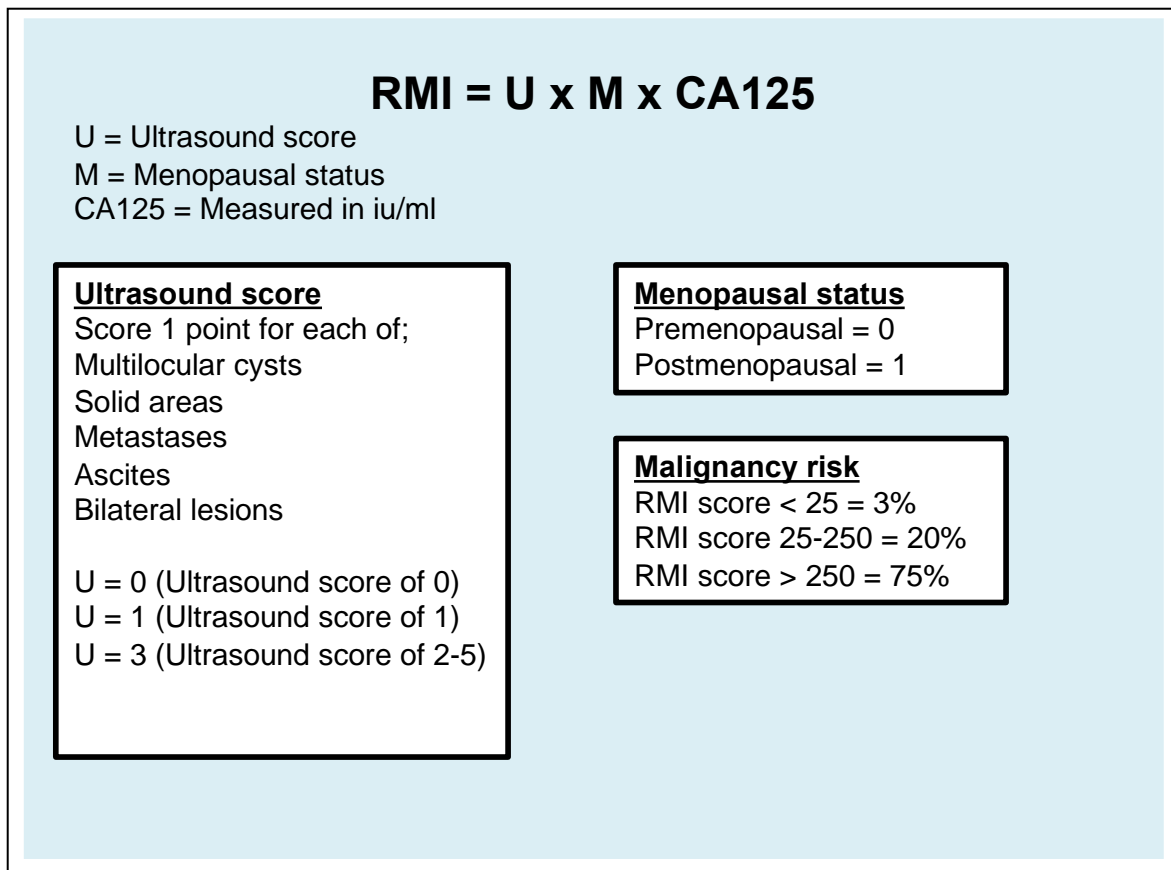 RMI = U x M x CA125
U = Ultrasound score
M = Menopausal status
CA125 = Measured in iu/ml
Ultrasound score
Score 1 point for each of;
Multilocular cysts
Solid areas
Metastases
Ascites
Bilateral lesions
U = 0 (Ultrasound score of 0)
U = 1 (Ultrasound score of 1)
U = 3 (Ultrasound score of 2-5)
Menopausal status
Premenopausal = 0
Postmenopausal = 1
Malignancy risk
RMI score < 25 = 3%
RMI score 25-250 = 20%
RMI score > 250 = 75%